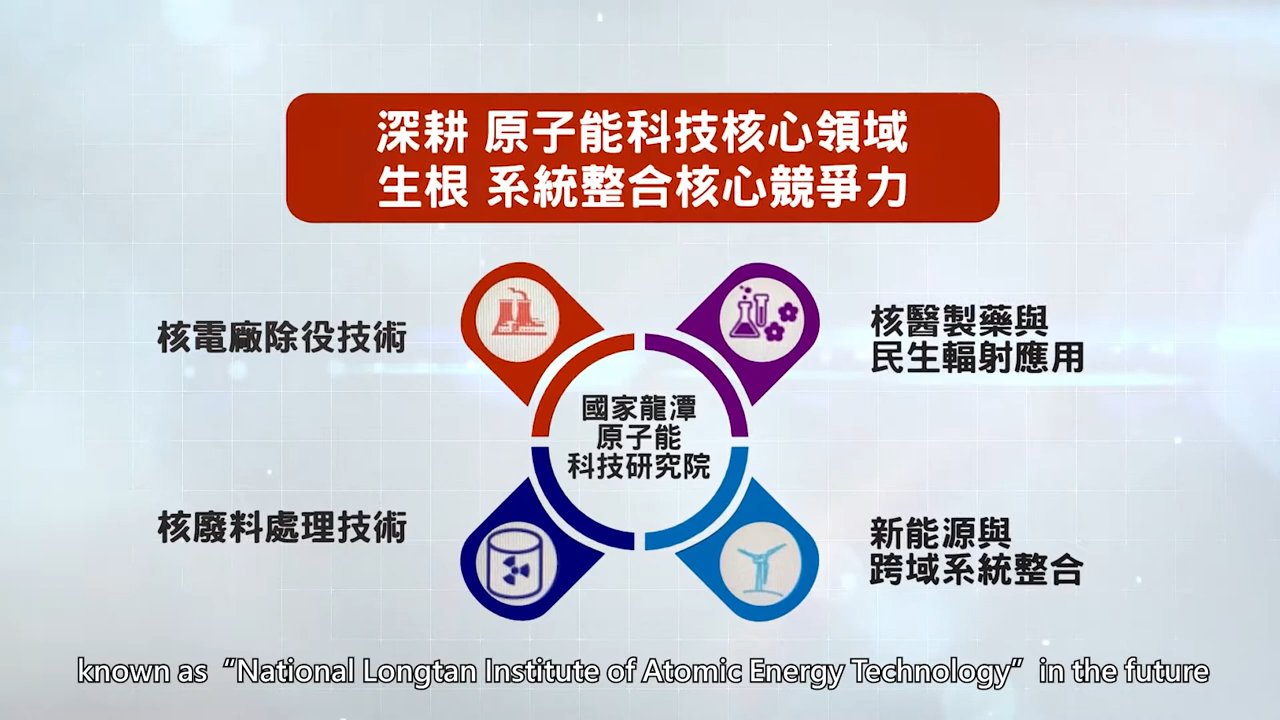 深耕 原子能科技核心領域
生根 系統整合核心競爭力
核電廠除役技術
核醫製藥與
民生輻射應用
國家龍潭
原子能
科技研究院
核廢料處理技術
新能源與
跨域系統整合
known as “National Longtan Institute of Atomic Energy Technology” in the future